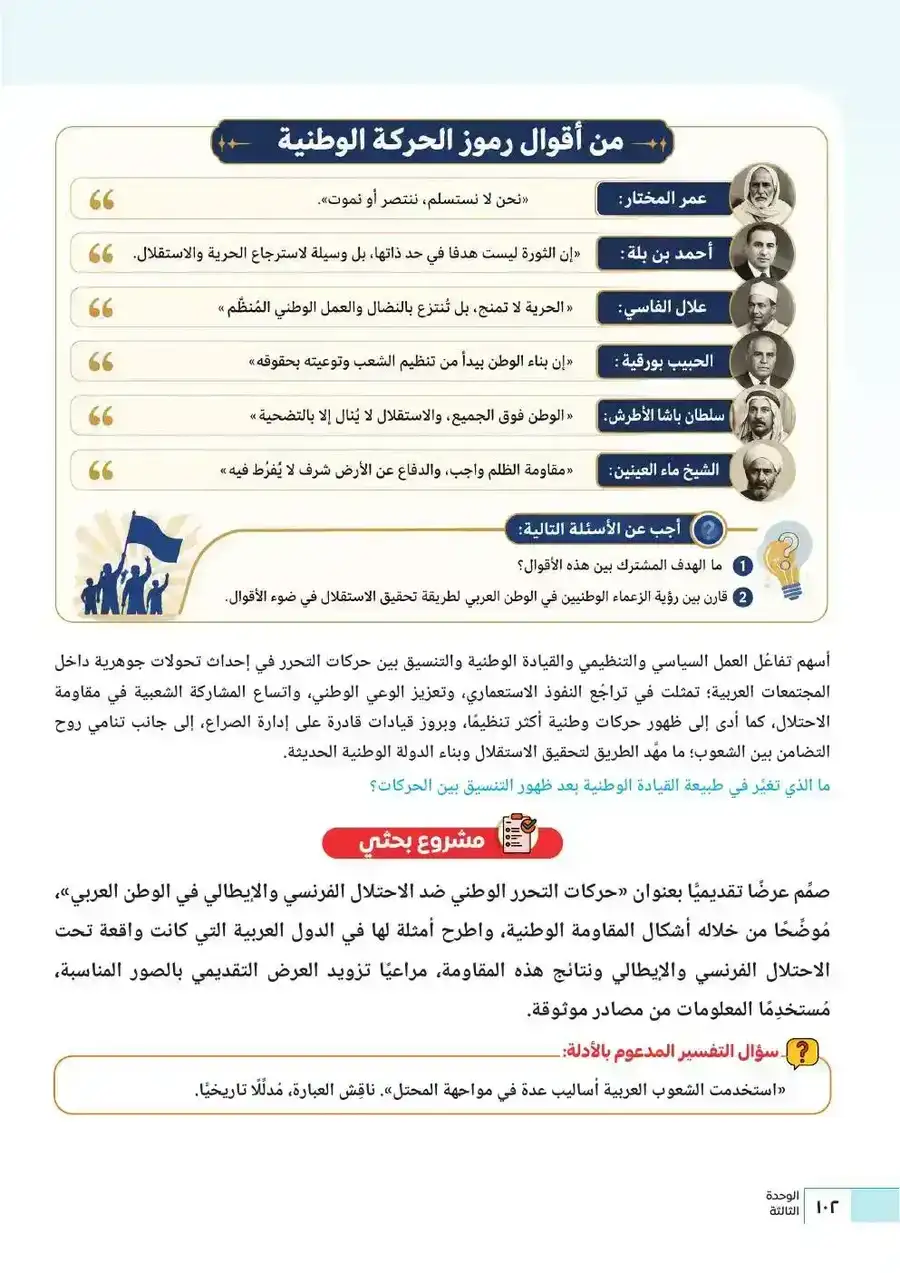 من أقوال رموز الحركة الوطنية
عمر المختار:
«نحن لا نستسلم، ننتصر أو نموت».
أحمد بن بلة:
«إن الثورة ليست هدفا في حد ذاتها، بل وسيلة لاسترجاع الحرية والاستقلال.
علال الفاسي:
«الحرية لا تمنح، بل تُنتزع بالنضال والعمل الوطني المُنظَّم»
الحبيب بورقية:
«إن بناء الوطن يبدأ من تنظيم الشعب وتوعيته بحقوقه»
سلطان باشا الأطرش:
«الوطن فوق الجميع، والاستقلال لا يُنال إلا بالتضحية»
الشيخ ماء العينين:
«مقاومة الظلم واجب، والدفاع عن الأرض شرف لا يُفرُط فيه»
أجب عن الأسئلة التالية:
1 ما الهدف المشترك بين هذه الأقوال؟
2 قارن بين رؤية الزعماء الوطنيين في الوطن العربي لطريقة تحقيق الاستقلال في ضوء الأقوال.
أسهم تفاعُل العمل السياسي والتنظيمي والقيادة الوطنية والتنسيق بين حركات التحرر في إحداث تحولات جوهرية داخل
المجتمعات العربية؛ تمثلت في تراجُع النفوذ الاستعماري، وتعزيز الوعي الوطني، واتساع المشاركة الشعبية في مقاومة
الاحتلال، كما أدى إلى ظهور حركات وطنية أكثر تنظيمًا، وبروز قيادات قادرة على إدارة الصراع، إلى جانب تنامي روح
التضامن بين الشعوب؛ ما مهَّد الطريق لتحقيق الاستقلال وبناء الدولة الوطنية الحديثة.
ما الذي تغيَّر في طبيعة القيادة الوطنية بعد ظهور التنسيق بين الحركات؟
مشروع بحثي
صمِّم عرضًا تقديميًّا بعنوان «حركات التحرر الوطني ضد الاحتلال الفرنسي والإيطالي في الوطن العربي»،
مُوضِّحًا من خلاله أشكال المقاومة الوطنية، واطرح أمثلة لها في الدول العربية التي كانت واقعة تحت
الاحتلال الفرنسي والإيطالي ونتائج هذه المقاومة، مراعيًا تزويد العرض التقديمي بالصور المناسبة،
مُستخدِمًا المعلومات من مصادر موثوقة.
سؤال التفسير المدعوم بالأدلة:
«استخدمت الشعوب العربية أساليب عدة في مواجهة المحتل». ناقِش العبارة، مُدلِّلًا تاريخيًّا.
الوحدة
الثالثة
١٠٢